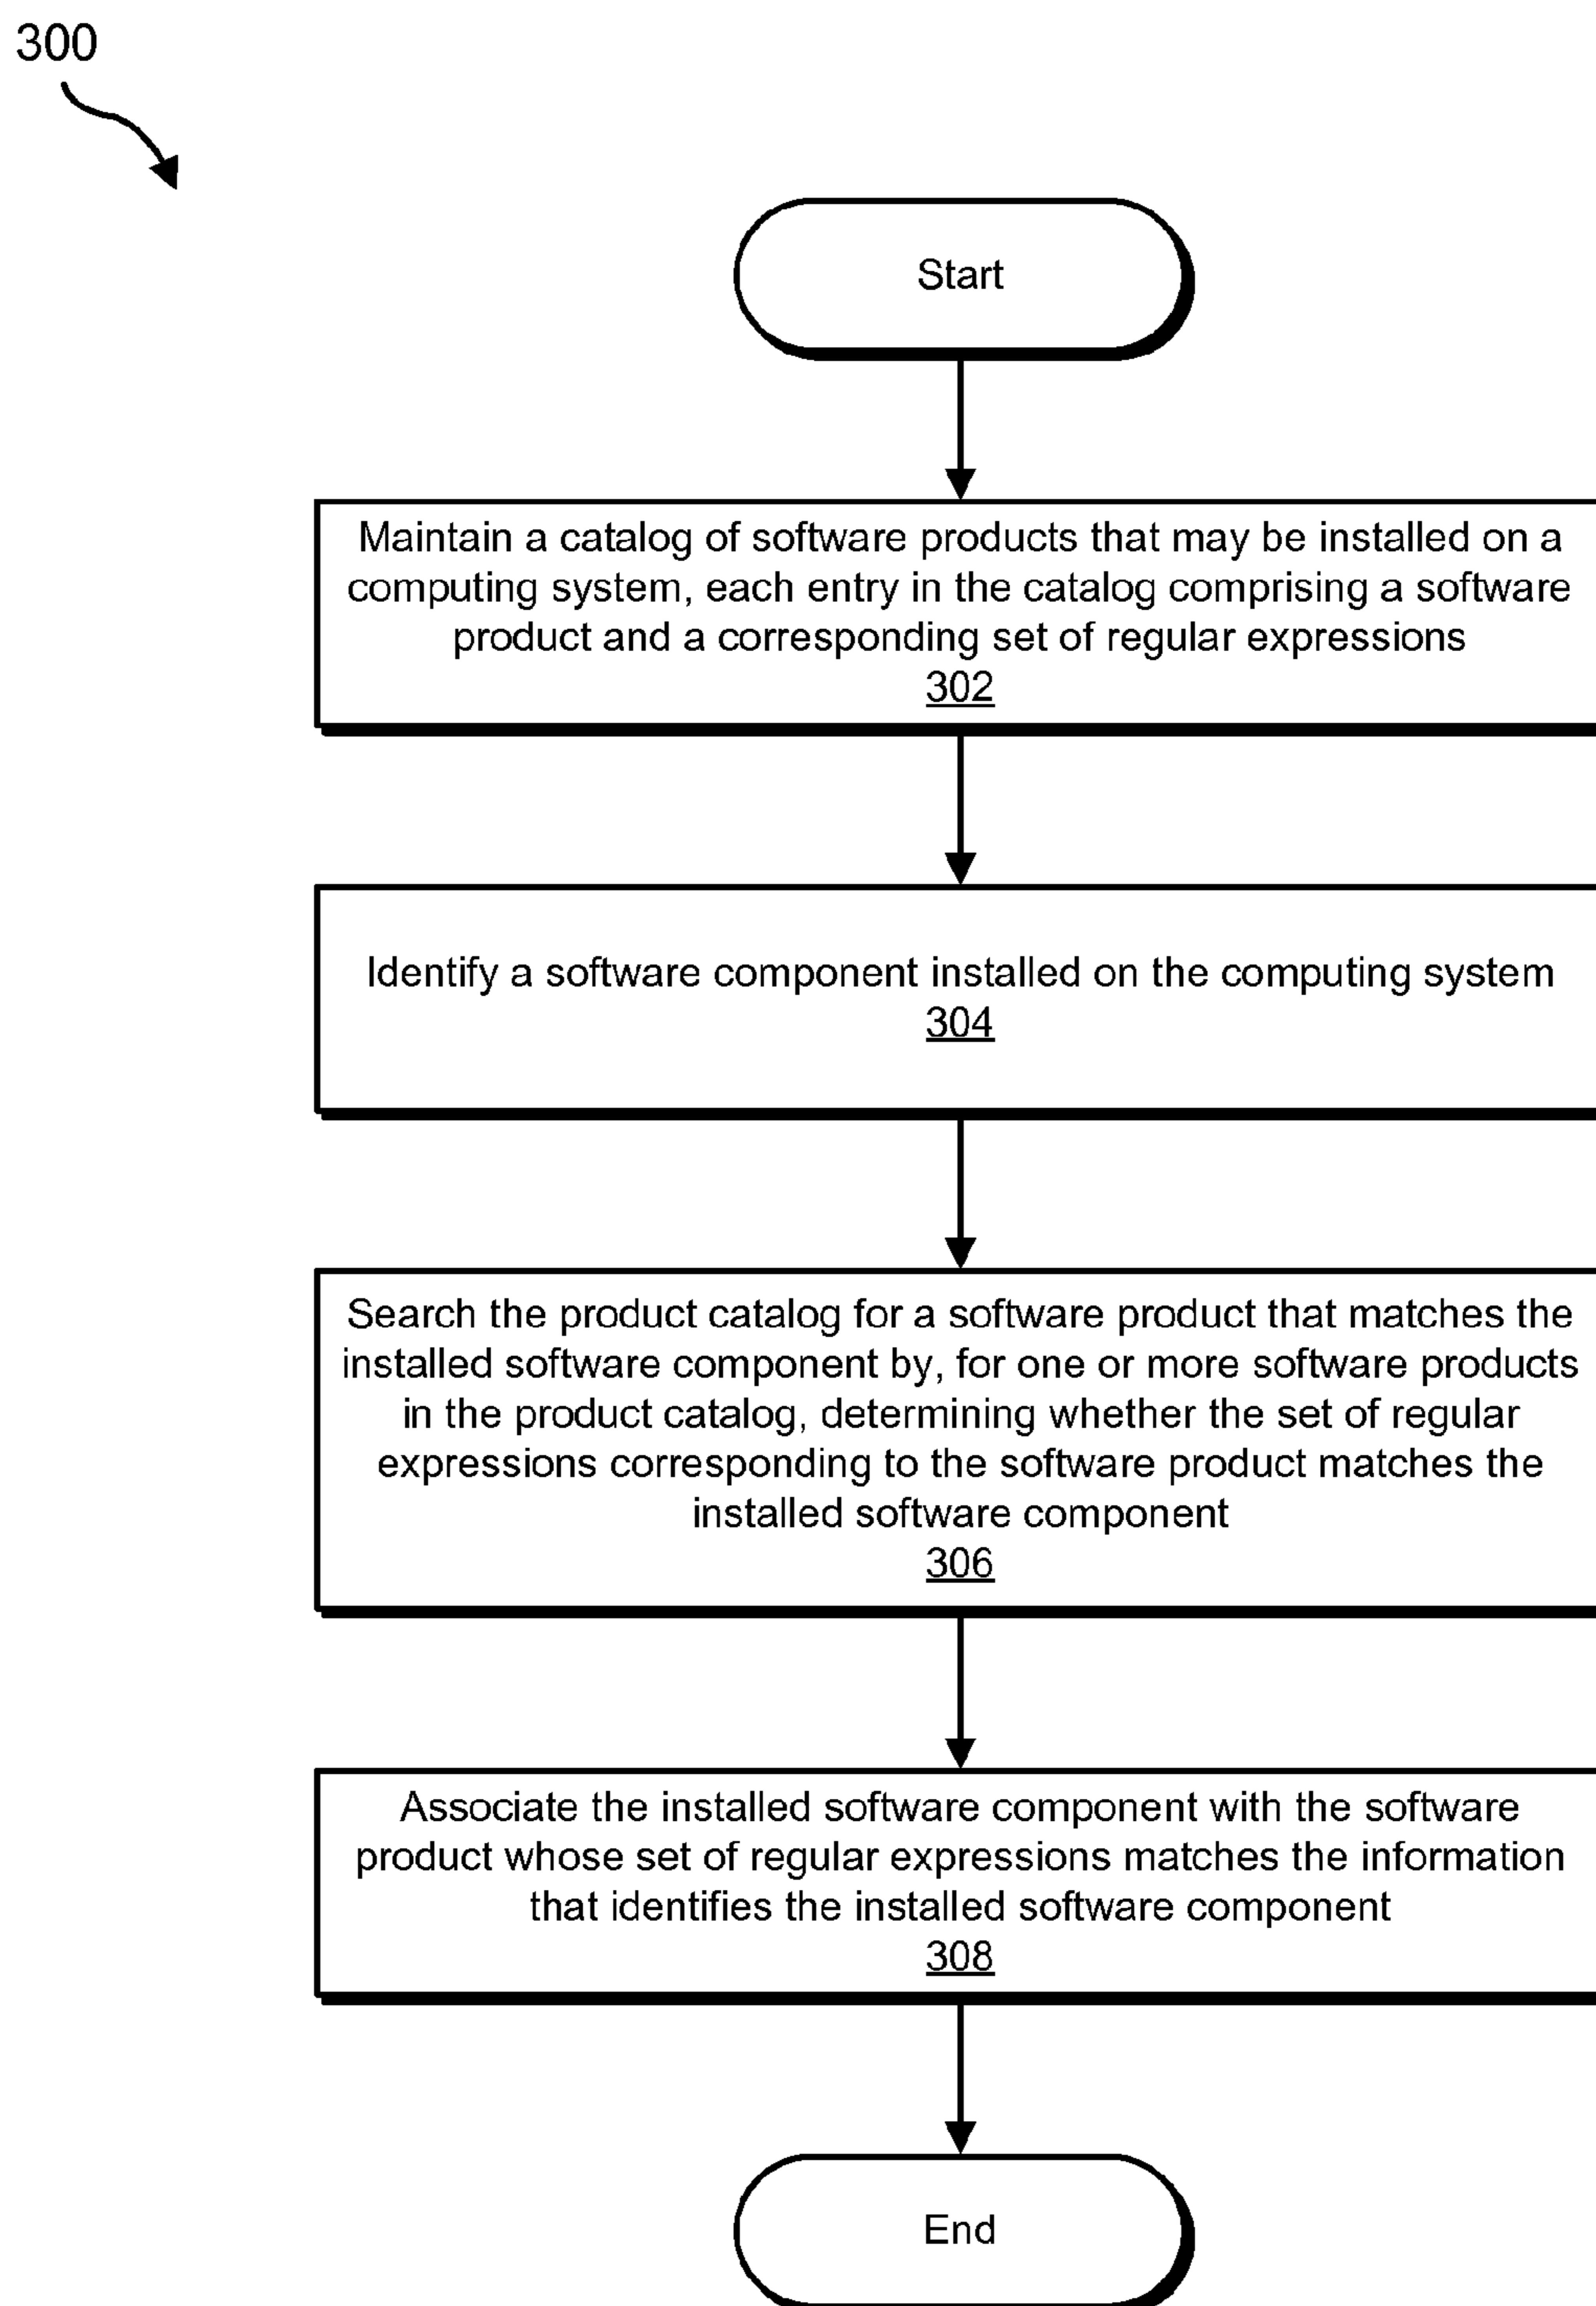 300
Start
Maintain a catalog of software products that may be installed on a
computing system, each entry in the catalog comprising a software
product and a corresponding set of regular expressions
302
Identify a software component installed on the computing system
304
Search the product catalog for a software product that matches the
installed software component by, for one or more software products
in the product catalog, determining whether the set of regular
expressions corresponding to the software product matches the
installed software component
306
Associate the installed software component with the software
product whose set of regular expressions matches the information
that identifies the installed software component
308
End